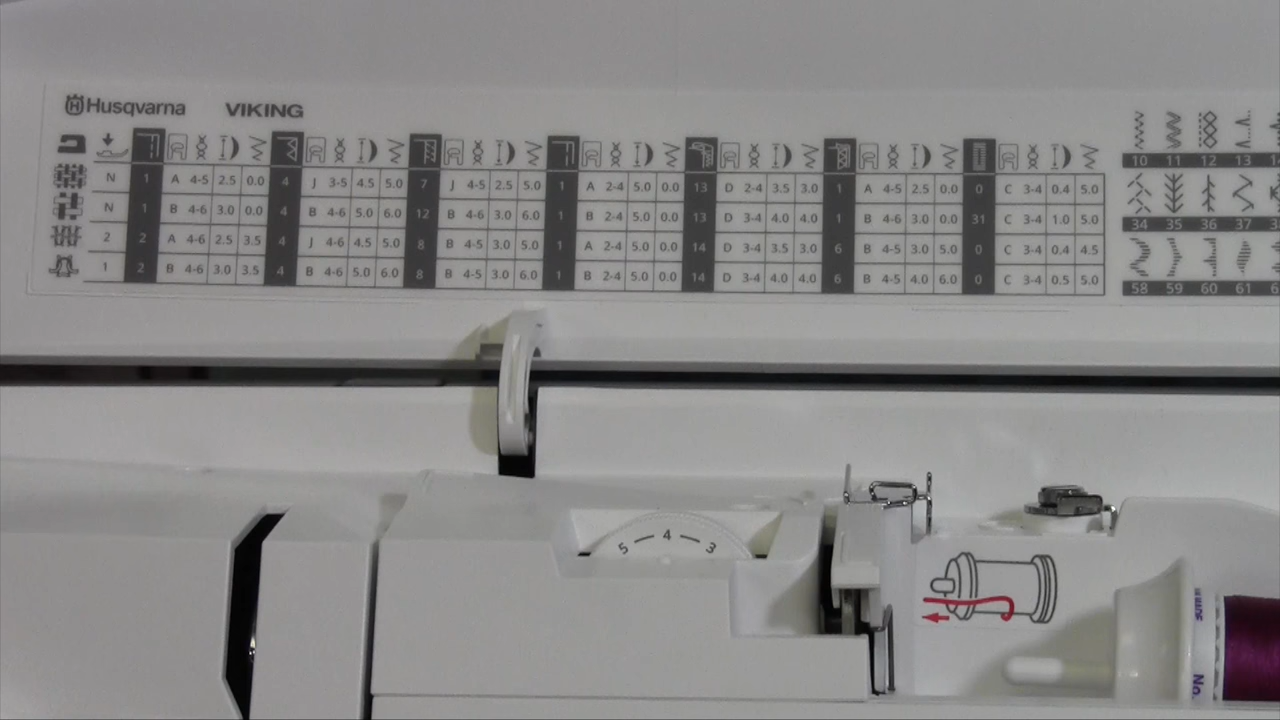 Husqvarna VIKING
10 11 12 13
N 1 A 4-5 2.5 0.0 4 J 3-5 4.5 5.0 7 J 4-5 2.5 5.0 1 A 2-4 5.0 0.0 13 D 2-4 3.5 3.0 1 A 4-5 2.5 0.0 0 C 3-4 0.4 5.0
N 1 B 4-6 3.0 0.0 4 B 4-6 5.0 6.0 12 B 4-6 3.0 6.0 1 B 2-4 5.0 0.0 13 D 3-4 4.0 4.0 1 B 4-6 3.0 0.0 31 C 3-4 1.0 5.0
34 35 36 37
2 2 A 4-6 2.5 3.5 4 J 4-6 4.5 5.0 8 B 4-5 3.0 5.0 1 A 2-4 5.0 0.0 14 D 2-4 3.5 3.0 6 B 4-5 3.0 5.0 0 C 3-4 0.4 4.5
1 2 B 4-6 3.0 3.5 4 B 4-6 5.0 6.0 8 B 4-5 3.0 6.0 1 B 2-4 5.0 0.0 14 D 3-4 4.0 4.0 6 B 4-5 4.0 6.0 0 C 3-4 0.5 5.0
58 59 60 61
5 4 3
No.